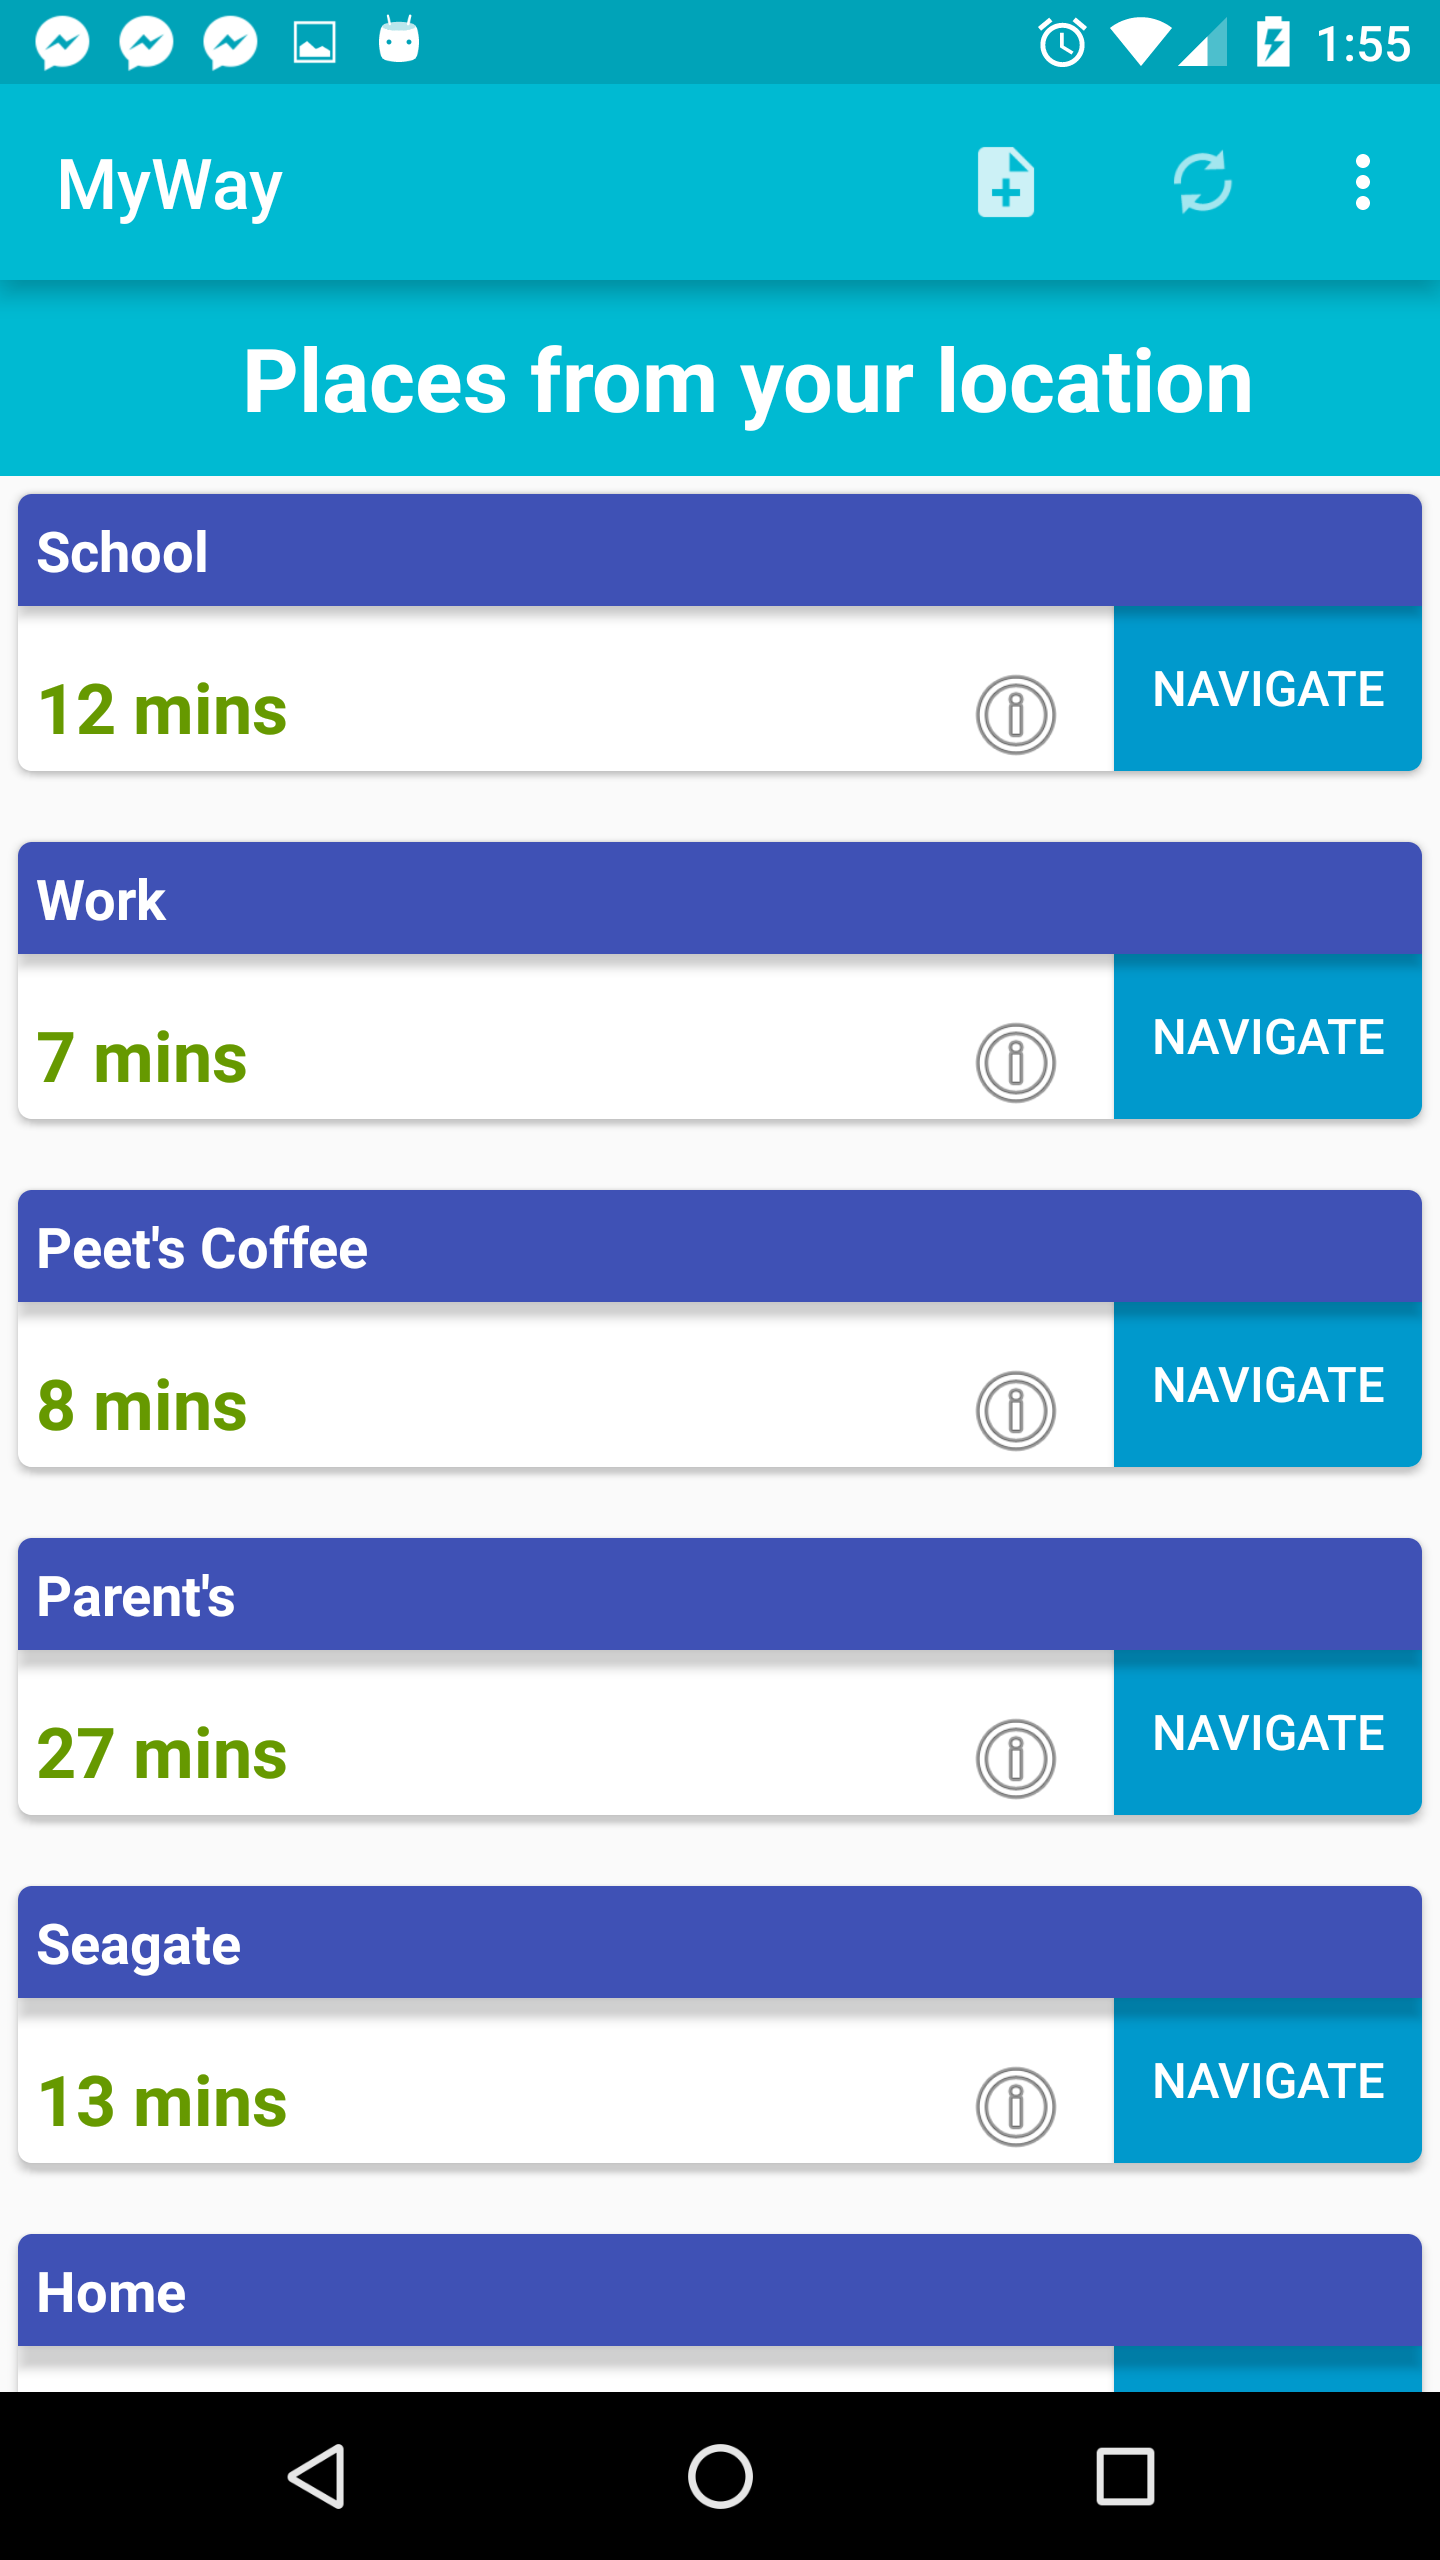 1:55
MyWay
Places from your location
School
12 mins
NAVIGATE
Work
7 mins
NAVIGATE
Peet's Coffee
8 mins
NAVIGATE
Parent's
27 mins
NAVIGATE
Seagate
13 mins
NAVIGATE
Home